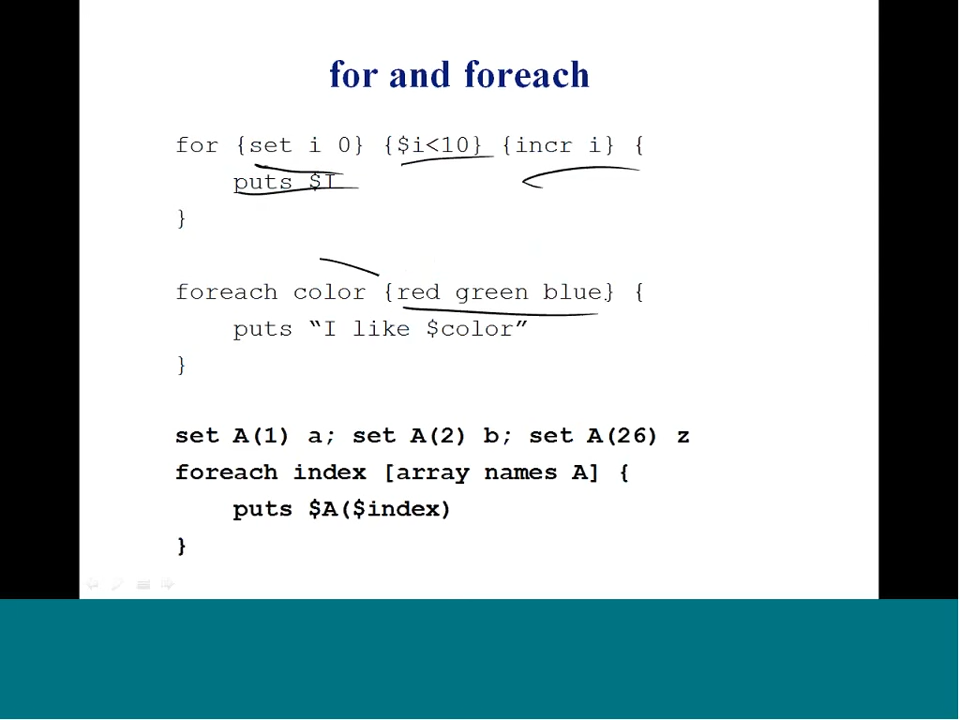 for and foreach
for {set i 0} {$i<10} {incr i} {
puts $I
}
foreach color {red green blue} {
puts “I like $color”
}
set A(1) a; set A(2) b; set A(26) z
foreach index [array names A] {
puts $A($index)
}